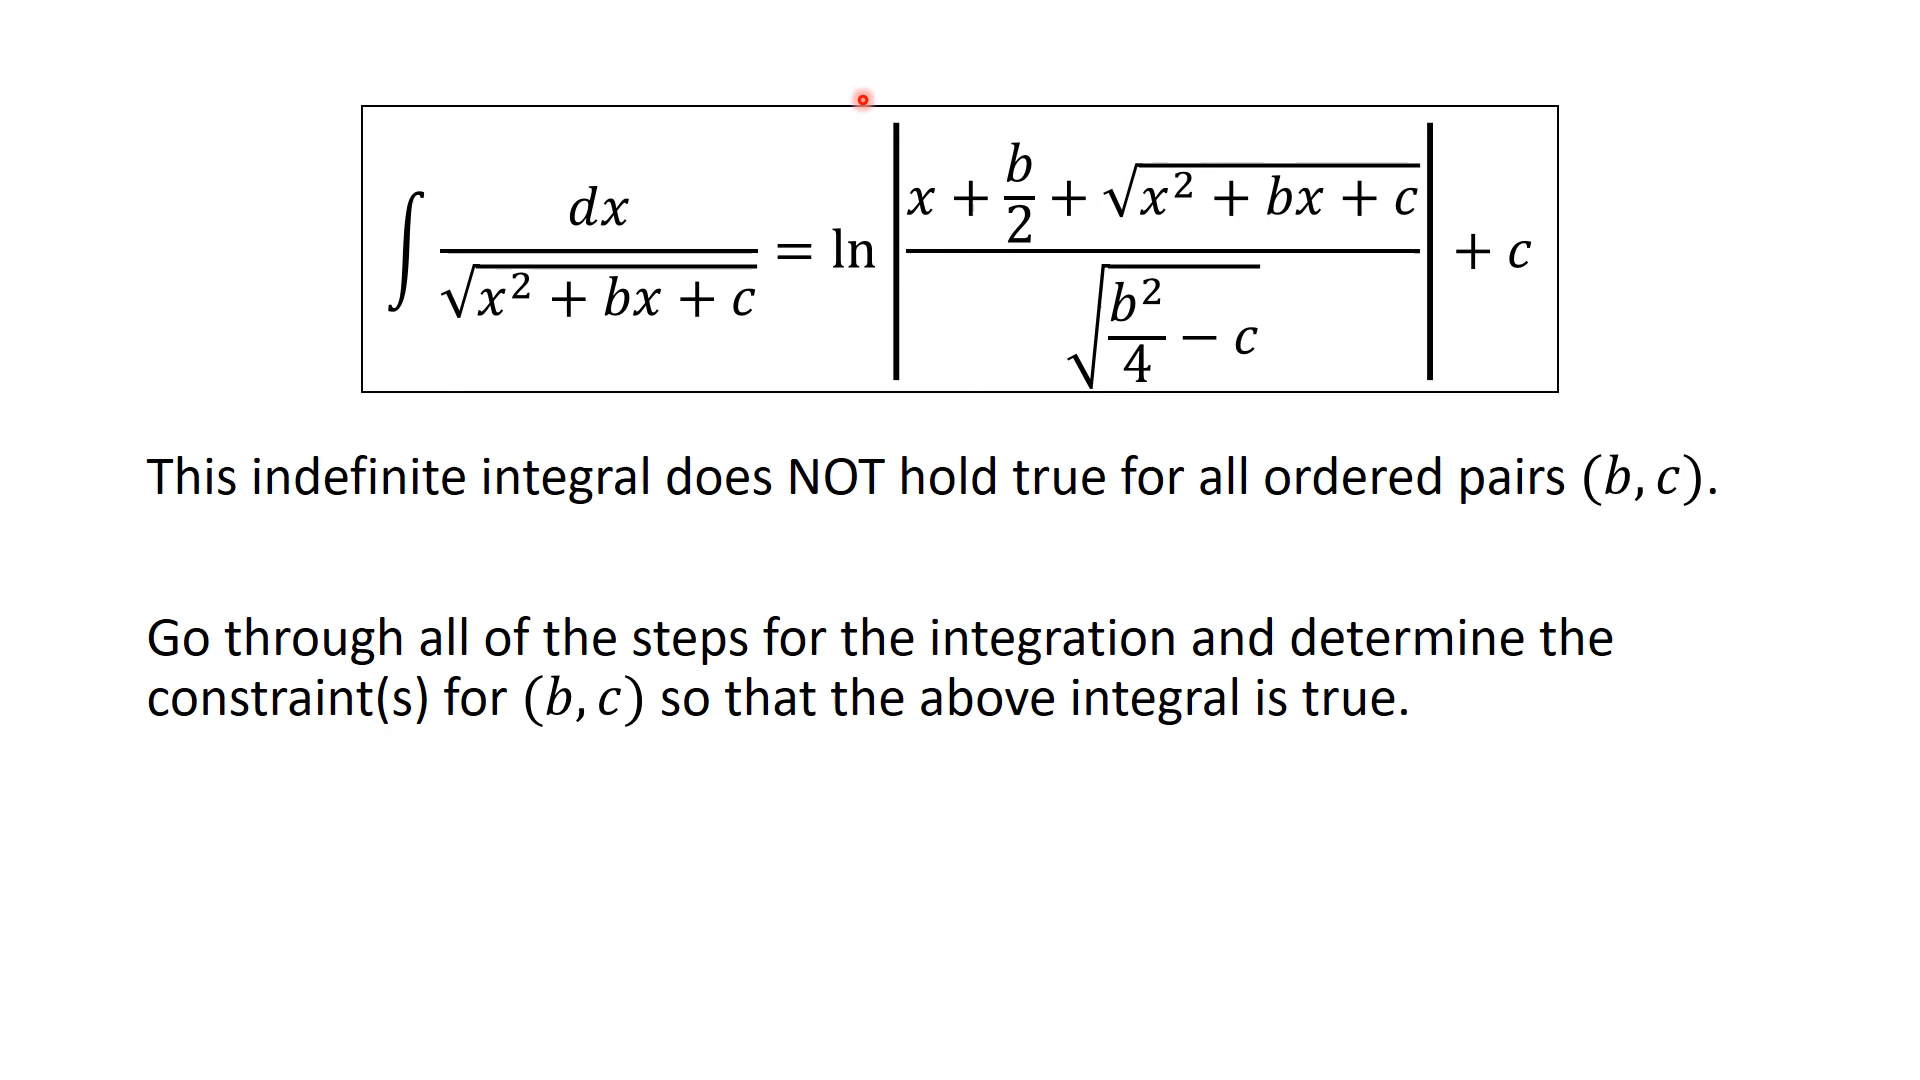 ∫ dx / √(x² + bx + c) = ln | (x + b/2 + √(x² + bx + c)) / √(b²/4 − c) | + c
This indefinite integral does NOT hold true for all ordered pairs (b, c).
Go through all of the steps for the integration and determine the
constraint(s) for (b, c) so that the above integral is true.